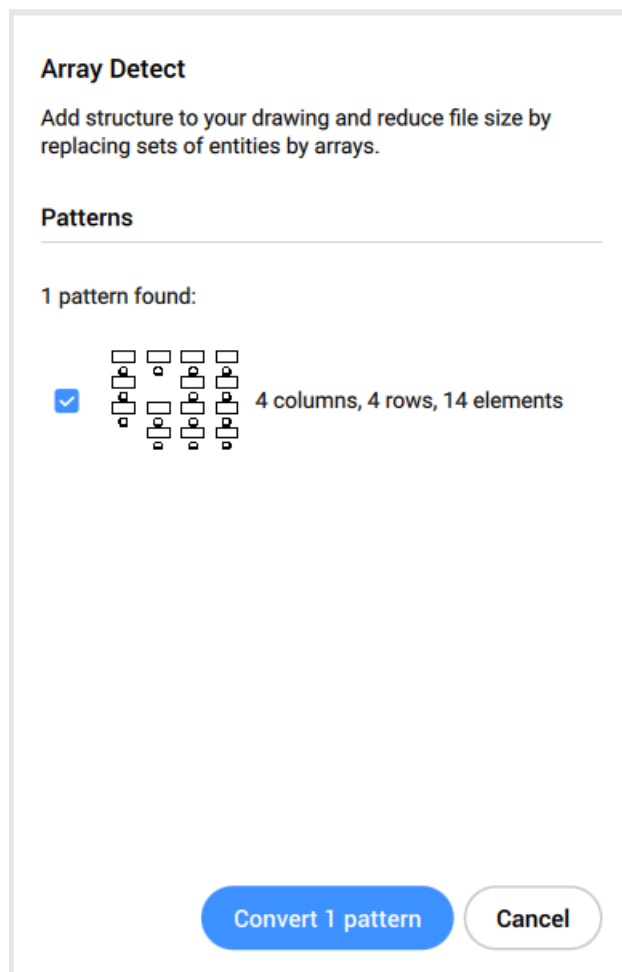 Array Detect
Add structure to your drawing and reduce file size by
replacing sets of entities by arrays.
Patterns
1 pattern found:
4 columns, 4 rows, 14 elements
Convert 1 pattern
Cancel